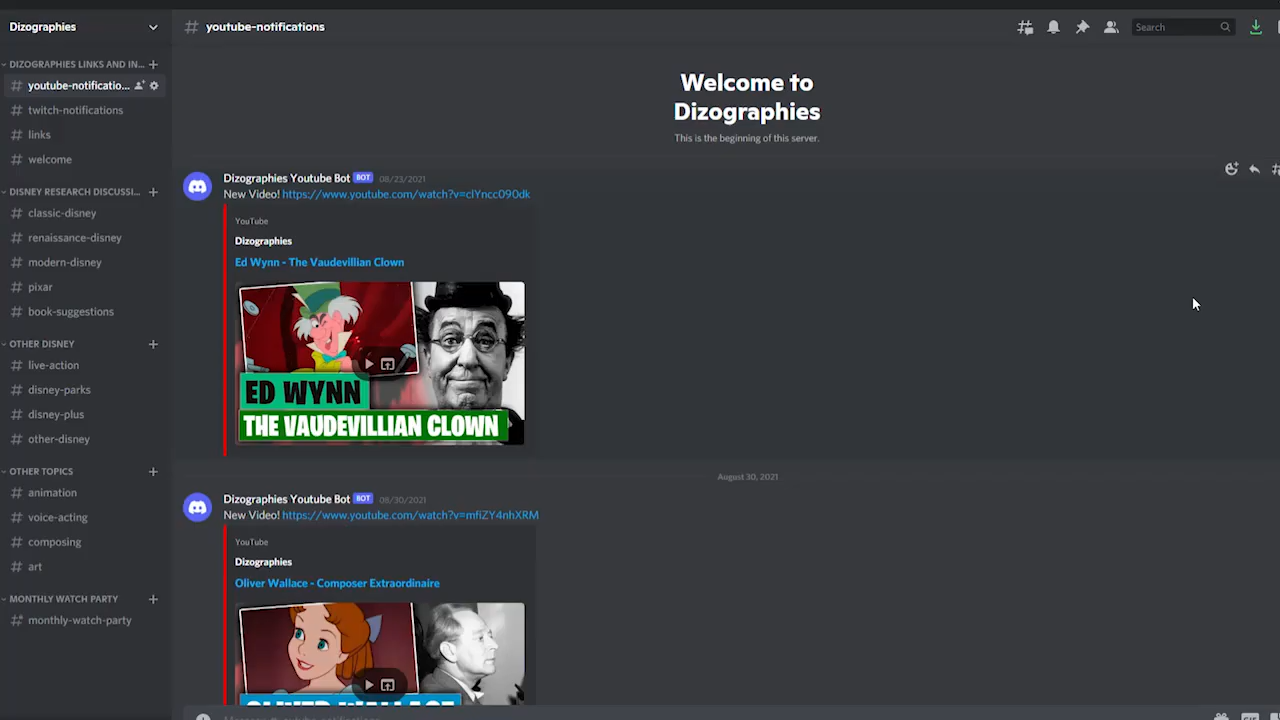 Dizographies
# youtube-notifications
Search
DIZOGRAPHIES LINKS AND IN...
# youtube-notificatio...
# twitch-notifications
# links
# welcome
DISNEY RESEARCH DISCUSSI...
# classic-disney
# renaissance-disney
# modern-disney
# pixar
# book-suggestions
OTHER DISNEY
# live-action
# disney-parks
# disney-plus
# other-disney
OTHER TOPICS
# animation
# voice-acting
# composing
# art
MONTHLY WATCH PARTY
# monthly-watch-party
Welcome to
Dizographies
This is the beginning of this server.
Dizographies Youtube Bot BOT 08/23/2021
New Video! https://www.youtube.com/watch?v=clYncc090dk
YouTube
Dizographies
Ed Wynn - The Vaudevillian Clown
ED WYNN
THE VAUDEVILLIAN CLOWN
August 30, 2021
Dizographies Youtube Bot BOT 08/30/2021
New Video! https://www.youtube.com/watch?v=mfiZY4nhXRM
YouTube
Dizographies
Oliver Wallace - Composer Extraordinaire
OLIVER WALLACE